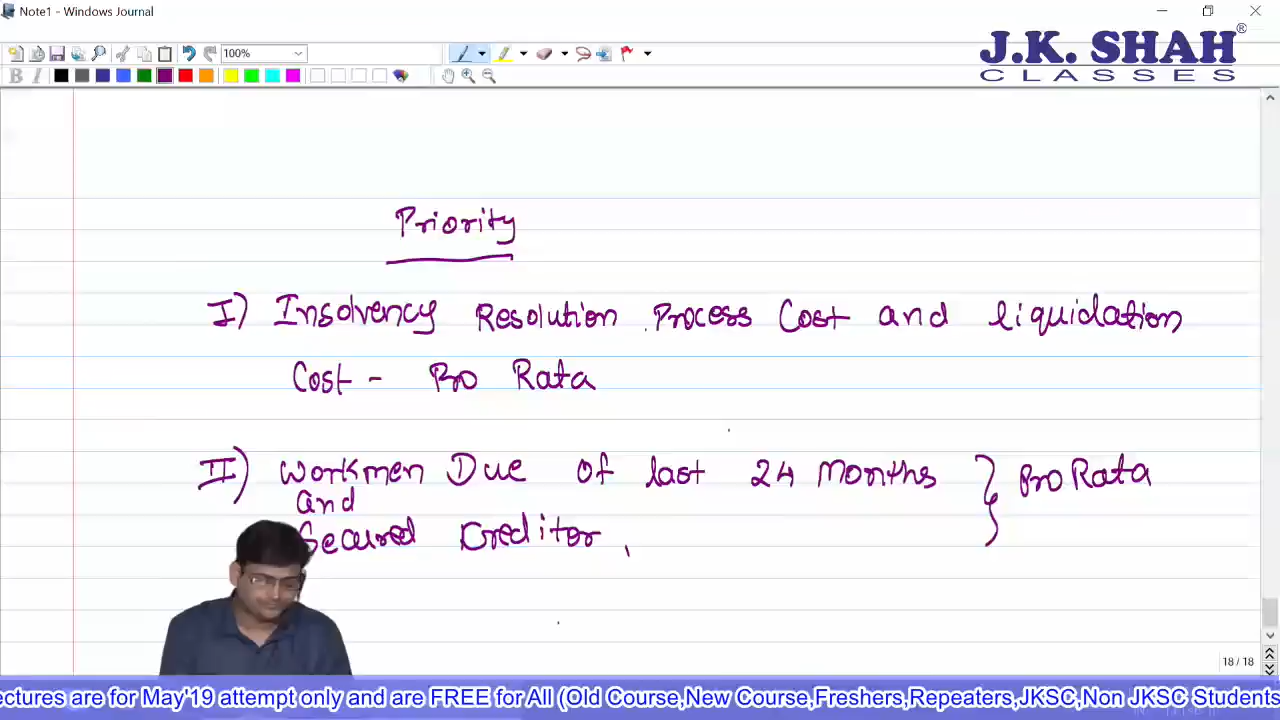 Note1 - Windows Journal
100%
J.K. SHAH®
CLASSES
Priority
I) Insolvency Resolution Process Cost and liquidation
Cost - Pro Rata
II) Workmen Due of last 24 Months } Pro Rata
and
Secured Creditor,
18 / 18
ectures are for May'19 attempt only and are FREE for All (Old Course,New Course,Freshers,Repeaters,JKSC,Non JKSC Students